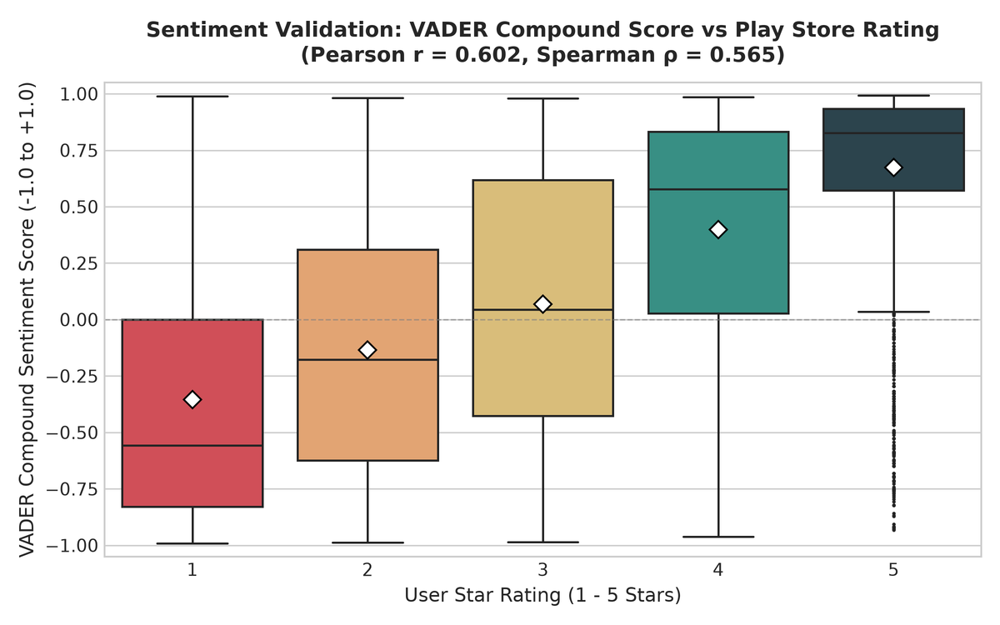 Sentiment Validation: VADER Compound Score vs Play Store Rating
(Pearson r = 0.602, Spearman ρ = 0.565)
VADER Compound Sentiment Score (-1.0 to +1.0)
1.00
0.75
0.50
0.25
0.00
−0.25
−0.50
−0.75
−1.00
1 2 3 4 5
User Star Rating (1 - 5 Stars)